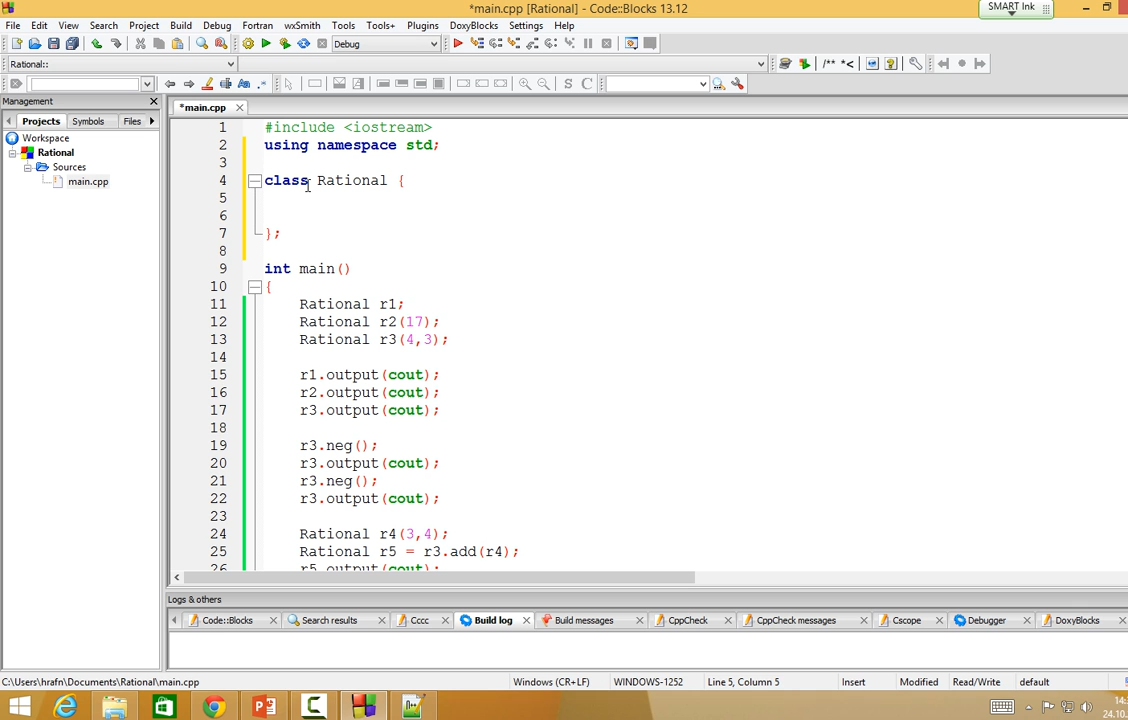 *main.cpp [Rational] - Code::Blocks 13.12
SMART Ink
File Edit View Search Project Build Debug Fortran wxSmith Tools Tools+ Plugins DoxyBlocks Settings Help
Debug
Rational::
/** *<
S C
Management
*main.cpp
Projects Symbols Files
Workspace
Rational
Sources
main.cpp
1 #include <iostream>
2 using namespace std;
3
4 class Rational {
5
6
7 };
8
9 int main()
10 {
11 Rational r1;
12 Rational r2(17);
13 Rational r3(4,3);
14
15 r1.output(cout);
16 r2.output(cout);
17 r3.output(cout);
18
19 r3.neg();
20 r3.output(cout);
21 r3.neg();
22 r3.output(cout);
23
24 Rational r4(3,4);
25 Rational r5 = r3.add(r4);
26 r5.output(cout);
Logs & others
Code::Blocks Search results Cccc Build log Build messages CppCheck CppCheck messages Cscope Debugger DoxyBlocks
C:\Users\hrafn\Documents\Rational\main.cpp Windows (CR+LF) WINDOWS-1252 Line 5, Column 5 Insert Modified Read/Write default
24.10.